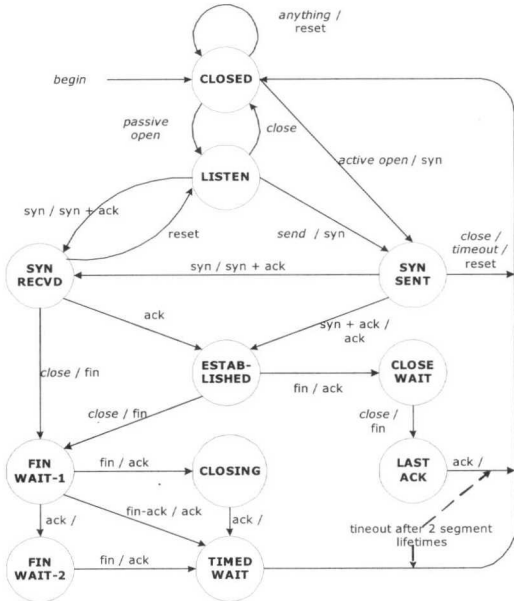 anything /
reset
begin
CLOSED
passive
open
close
LISTEN
active open / syn
syn / syn + ack
reset
send / syn
close /
timeout /
reset
SYN
RECVD
syn / syn + ack
SYN
SENT
ack
syn + ack /
ack
ESTAB-
LISHED
fin / ack
CLOSE
WAIT
close / fin
close / fin
close /
fin
FIN
WAIT-1
fin / ack
CLOSING
LAST
ACK
ack /
ack /
fin-ack / ack
ack /
tineout after 2 segment
lifetimes
FIN
WAIT-2
fin / ack
TIMED
WAIT